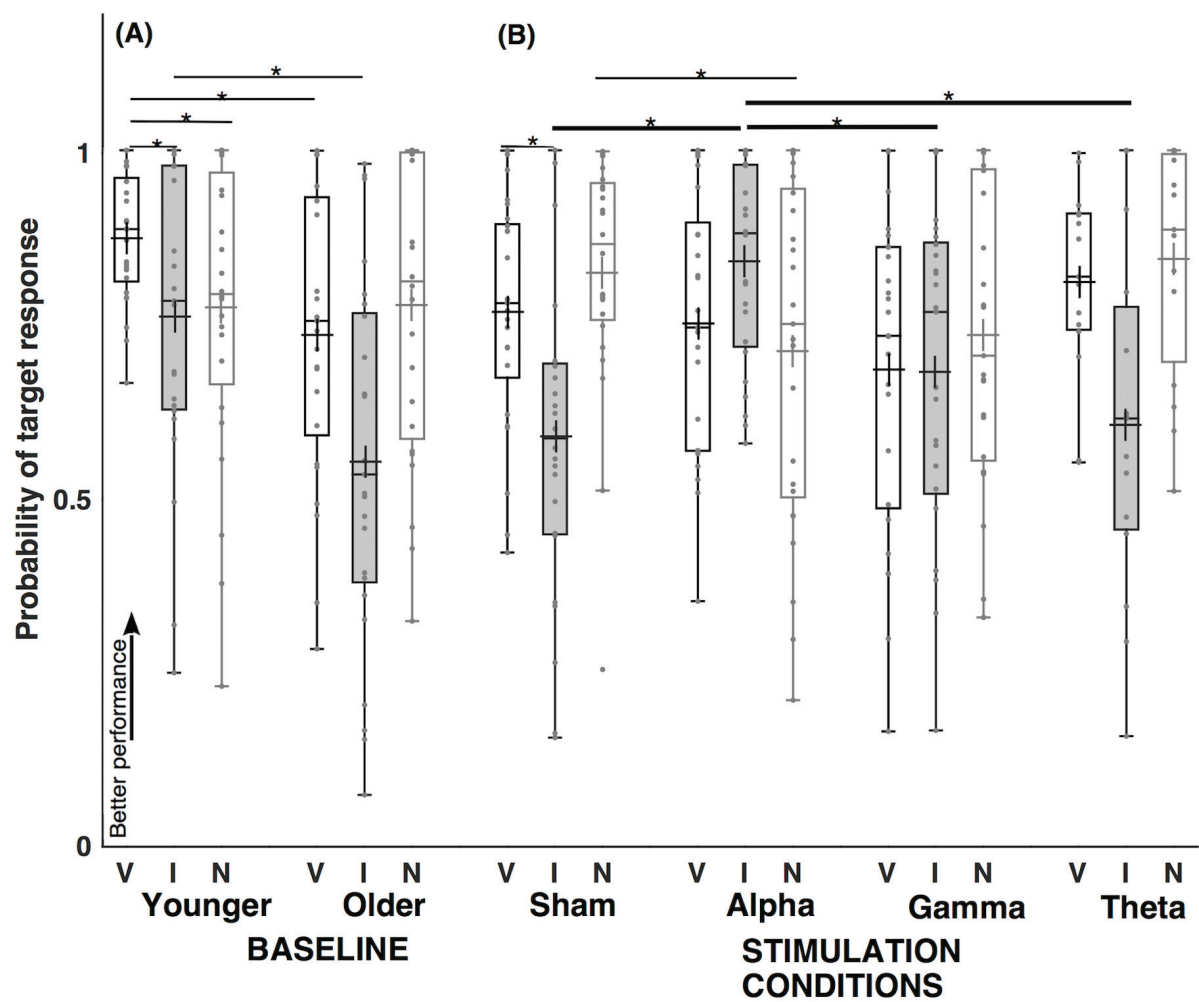 (A) (B)
* * * * * * * * * *
1
0.5
0
Probability of target response
Better performance
V I N V I N V I N V I N V I N V I N
Younger Older Sham Alpha Gamma Theta
BASELINE STIMULATION
CONDITIONS